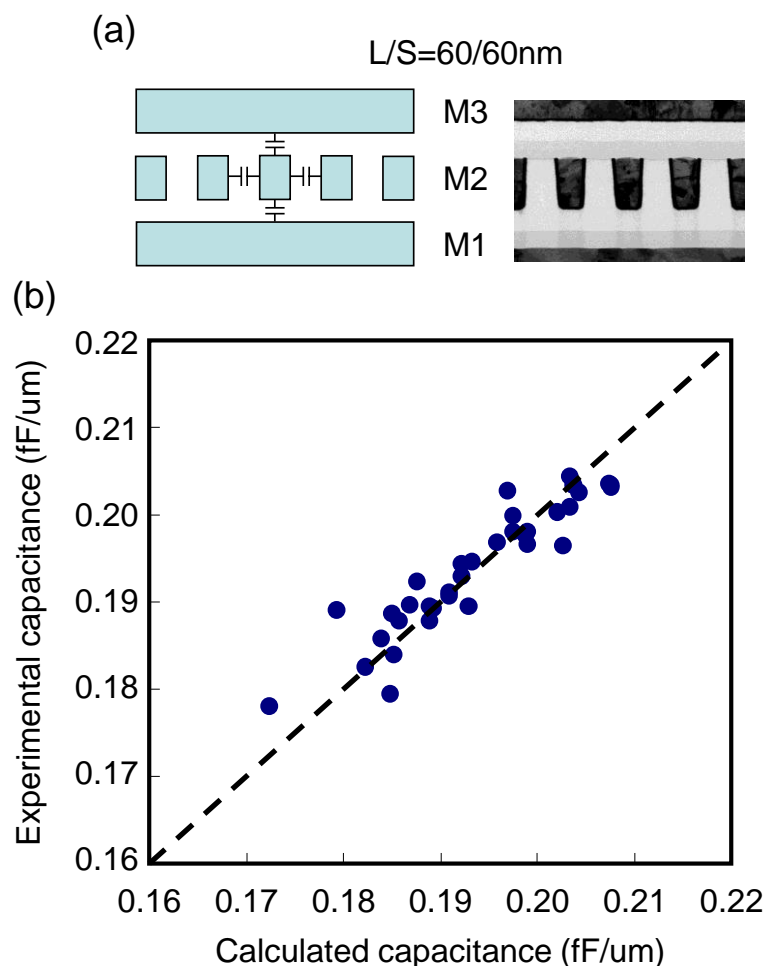 (a)
L/S=60/60nm
M3
M2
M1
(b)
Experimental capacitance (fF/um)
0.22
0.21
0.20
0.19
0.18
0.17
0.16
0.16 0.17 0.18 0.19 0.20 0.21 0.22
Calculated capacitance (fF/um)